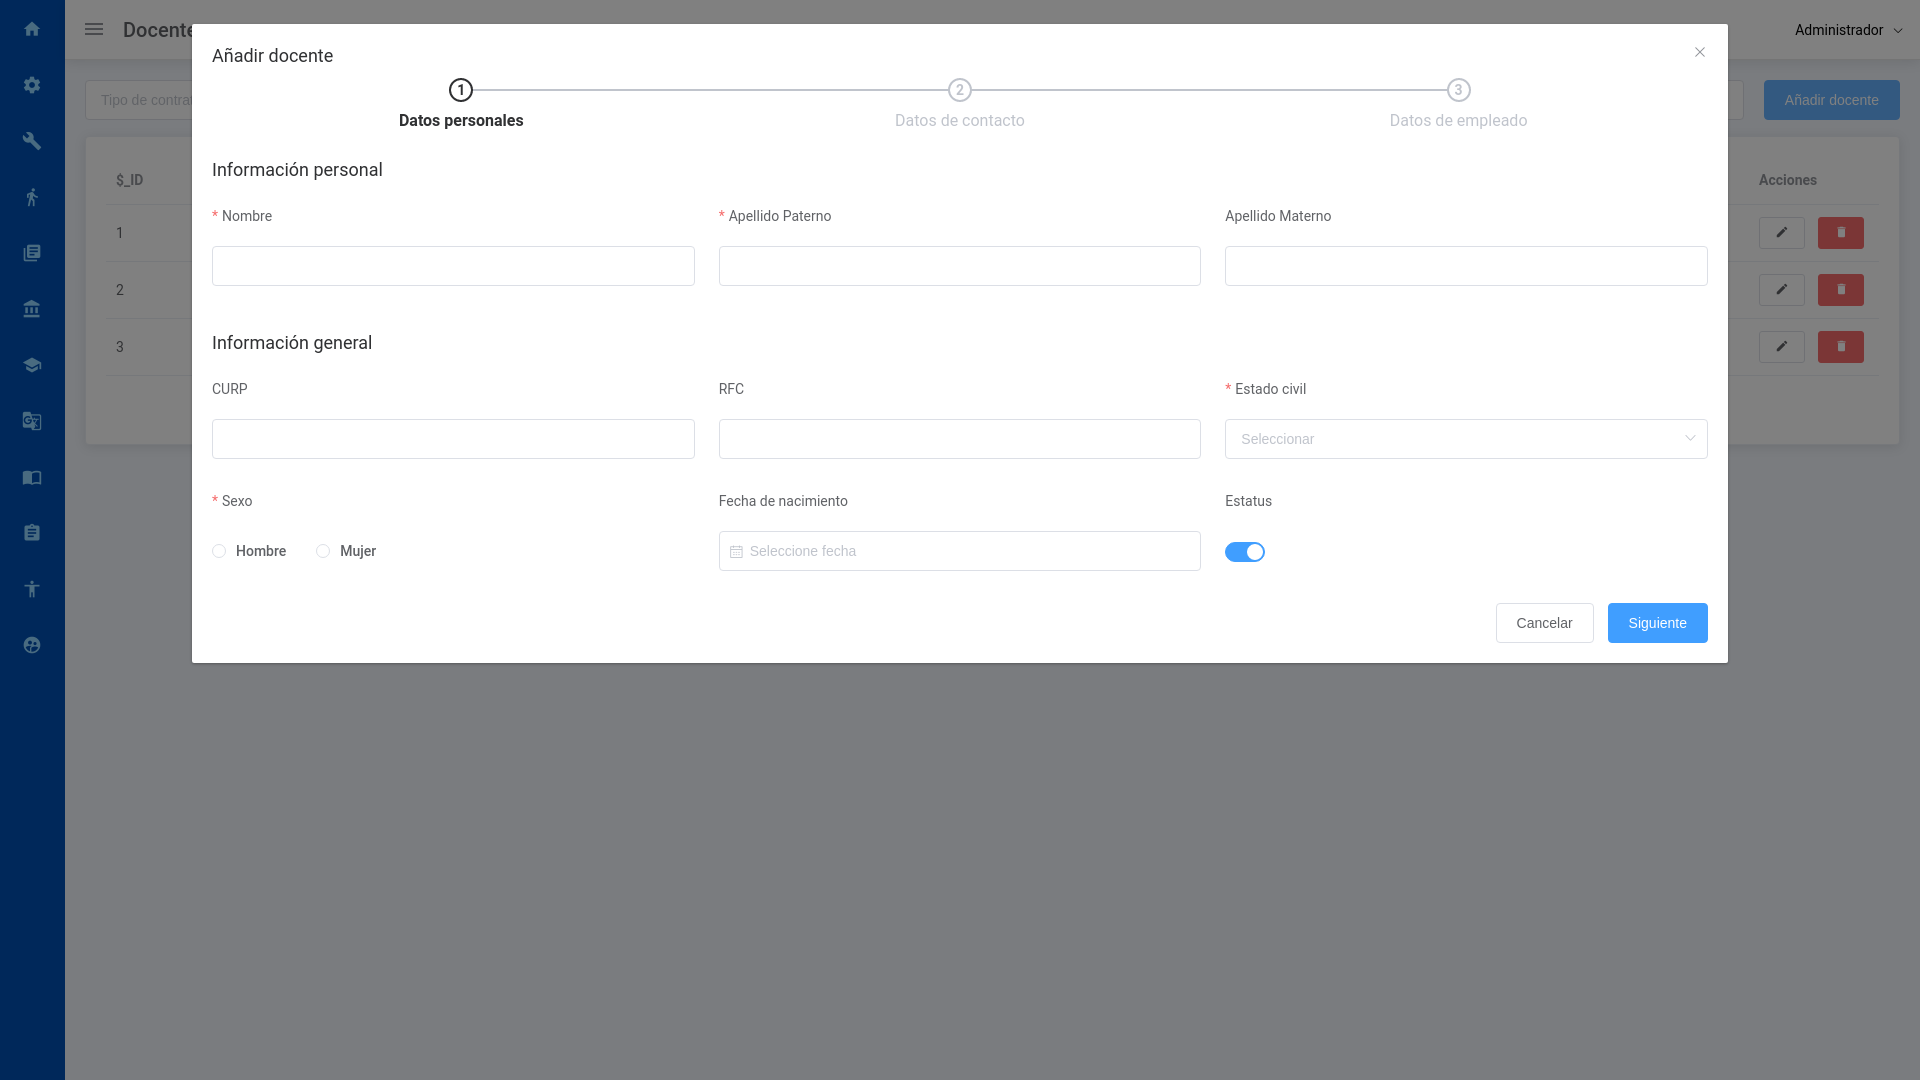 Docente
Administrador
Añadir docente
1
2
3
Datos personales
Datos de contacto
Datos de empleado
Tipo de contrat
Añadir docente
Información personal
$_ID
Acciones
* Nombre
* Apellido Paterno
Apellido Materno
1
2
3
Información general
CURP
RFC
* Estado civil
Seleccionar
* Sexo
Fecha de nacimiento
Estatus
Hombre
Mujer
Seleccione fecha
Cancelar
Siguiente